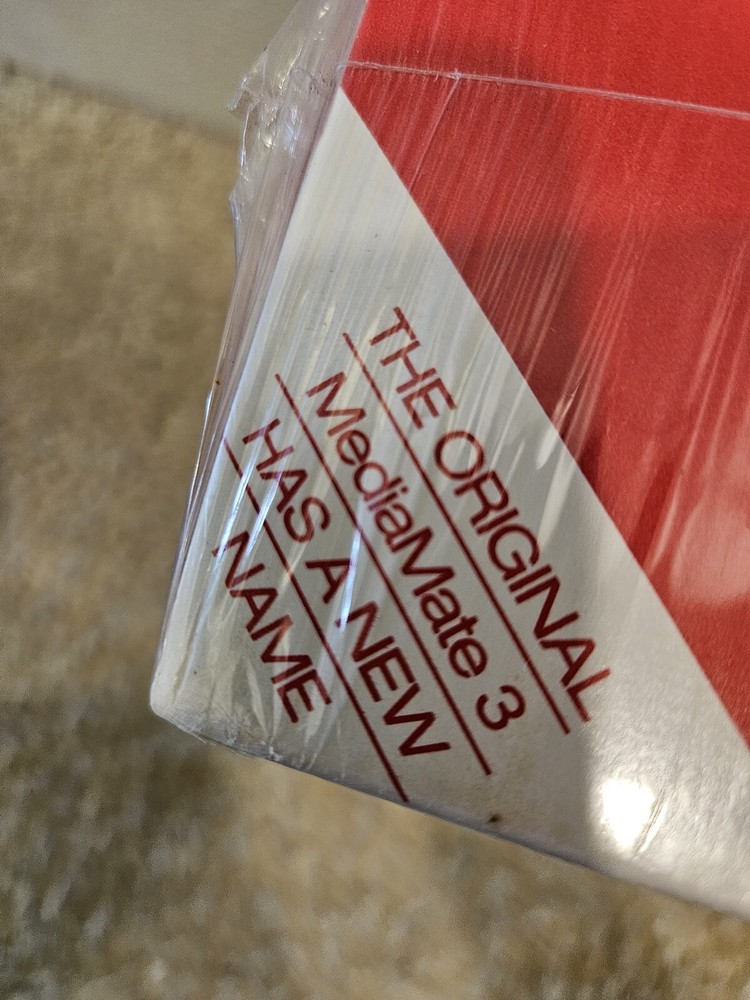 THE ORIGINAL
MediaMate 3
HAS A NEW
NAME